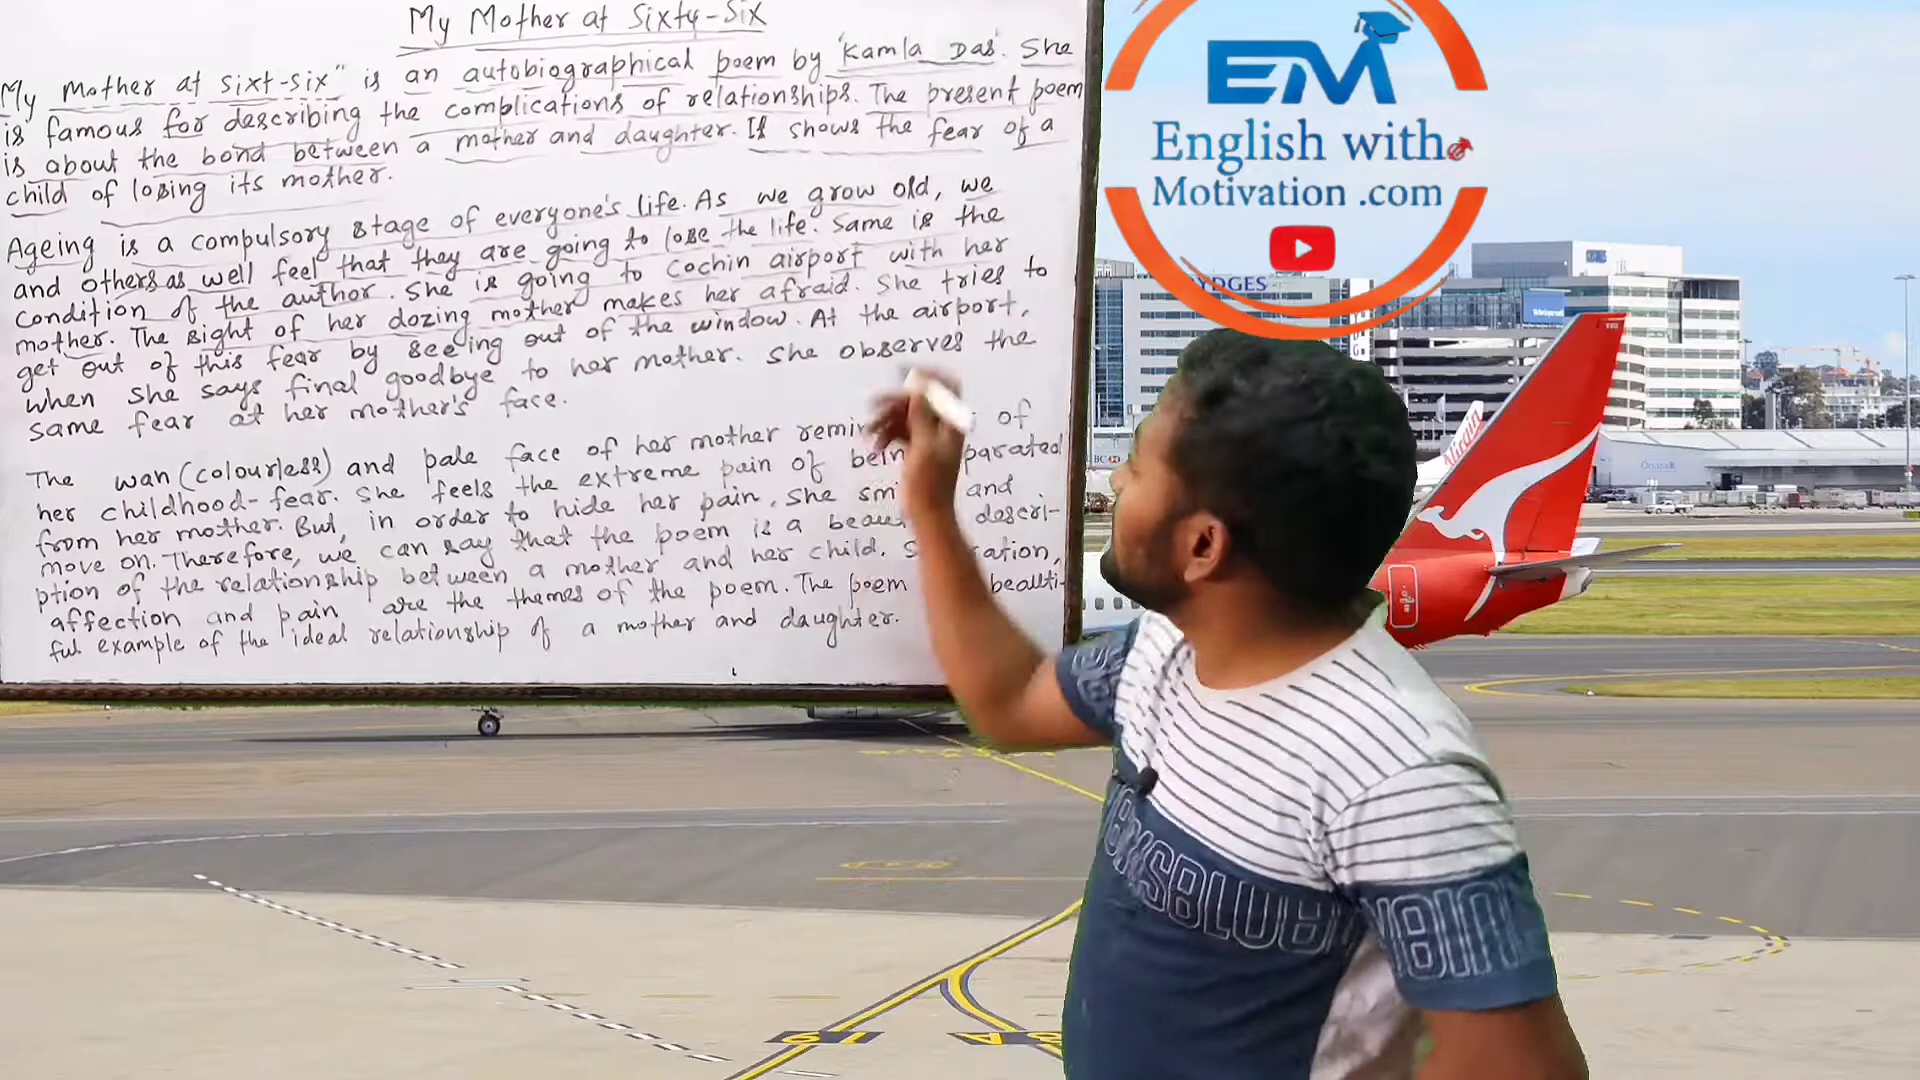 My Mother at Sixty-Six
My Mother at Sixt-Six" is an autobiographical poem by 'Kamla Das'. She
is famous for describing the complications of relationships. The present poem
is about the bond between a mother and daughter. It shows the fear of a
child of losing its mother.
Ageing is a compulsory stage of everyone's life. As we grow old, we
and others as well feel that they are going to lose the life. Same is the
condition of the author. She is going to Cochin airport with her
mother. The sight of her dozing mother makes her afraid. She tries to
get out of this fear by seeing out of the window. At the airport,
when she says final goodbye to her mother. She observes the
same fear at her mother's face.
The wan (colourless) and pale face of her mother of
her childhood-fear. She feels the extreme pain of
from her mother. But, in order to hide her pain, she and
move on. Therefore, we can say that the poem is a descri-
ption of the relationship between a mother and her child.
affection and pain are the themes of the poem. The poem beauti-
ful example of the ideal relationship of a mother and daughter.
EM
English with
Motivation .com
YDGES
HSBC
Virgin
Qantas